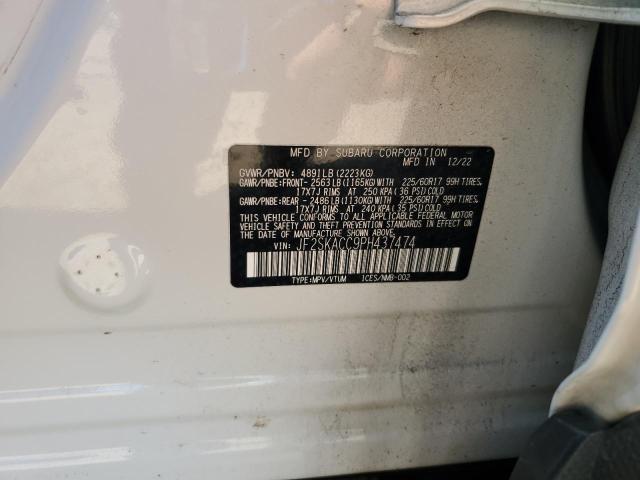 MFD BY SUBARU CORPORATION
MFD IN 12/22
GVWR/PNBV: 4891LB(2223KG)
GAWR/PNBE:FRONT- 2563LB(1165KG)WITH 225/60R17 99H TIRES,
17X7J RIMS AT 250 KPA( 36 PSI)COLD
GAWR/PNBE:REAR - 2486LB(1130KG)WITH 225/60R17 99H TIRES,
17X7J RIMS AT 240 KPA( 35 PSI)COLD
THIS VEHICLE CONFORMS TO ALL APPLICABLE FEDERAL MOTOR
VEHICLE SAFETY AND BUMPER STANDARDS IN EFFECT ON THE
DATE OF MANUFACTURE SHOWN ABOVE.
VIN: JF2SKACC9PH437474
TYPE:MPV/VTUM 1CES/NMB-002